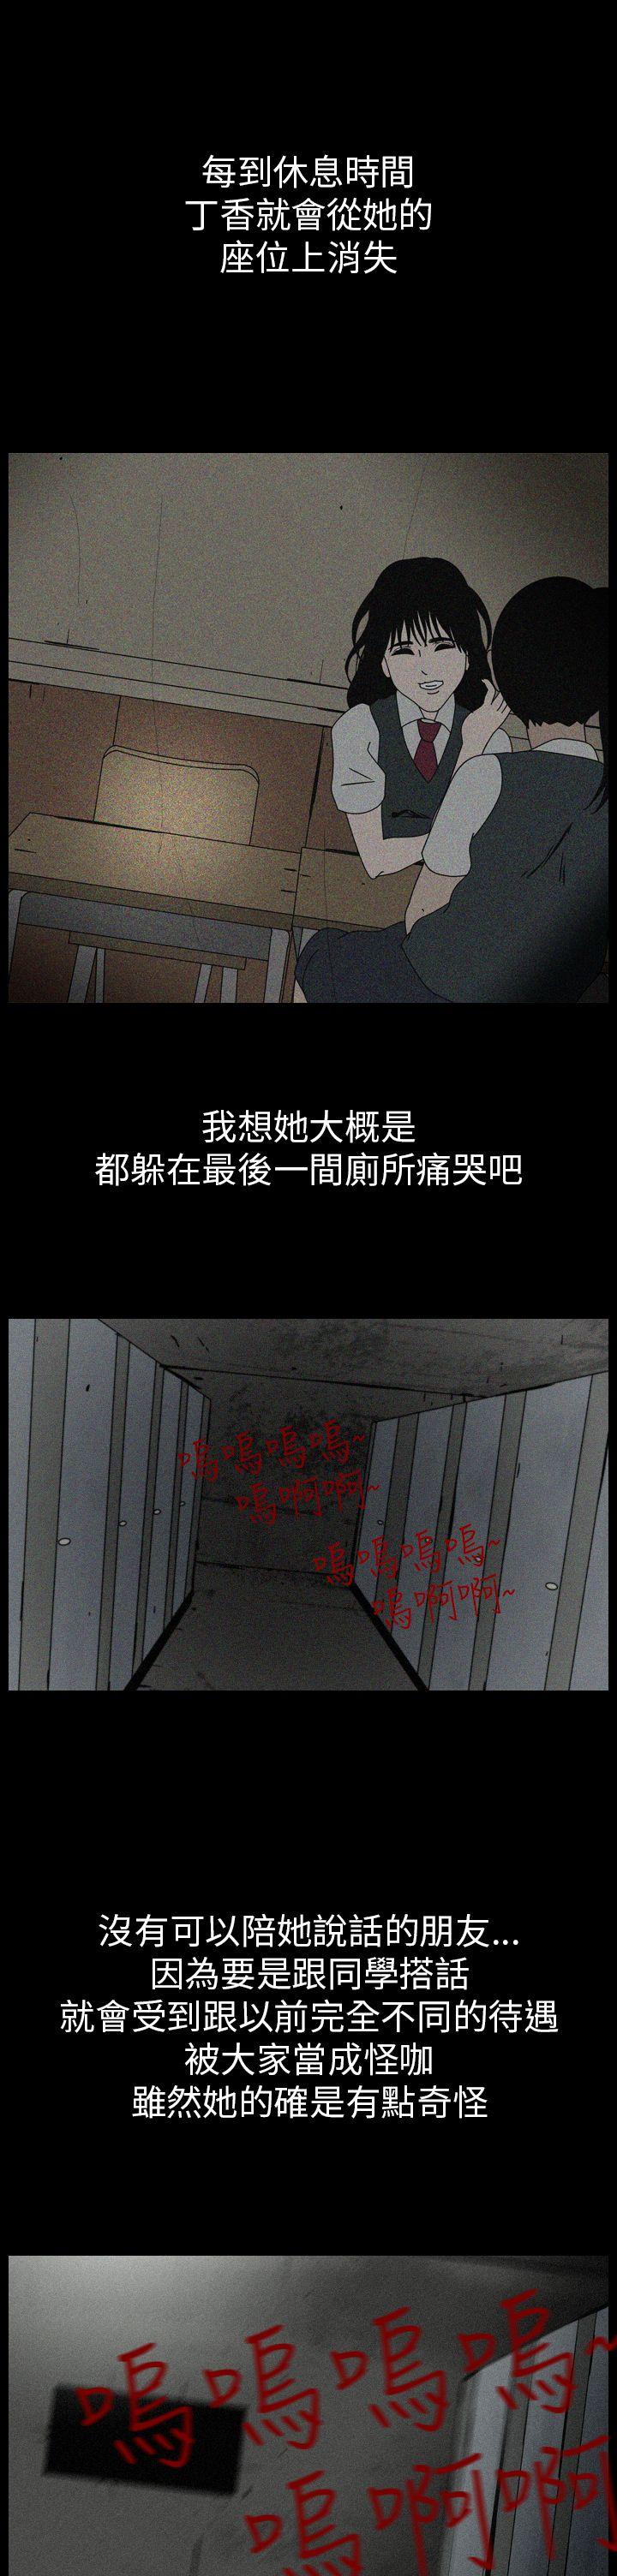 每到休息時間
丁香就會從她的
座位上消失
我想她大概是
都躲在最後一間廁所痛哭吧
嗚嗚嗚嗚~
嗚啊啊~
嗚嗚嗚嗚~
嗚啊啊~
沒有可以陪她說話的朋友...
因為要是跟同學搭話
就會受到跟以前完全不同的待遇
被大家當成怪咖
雖然她的確是有點奇怪
嗚嗚嗚嗚~
嗚啊啊